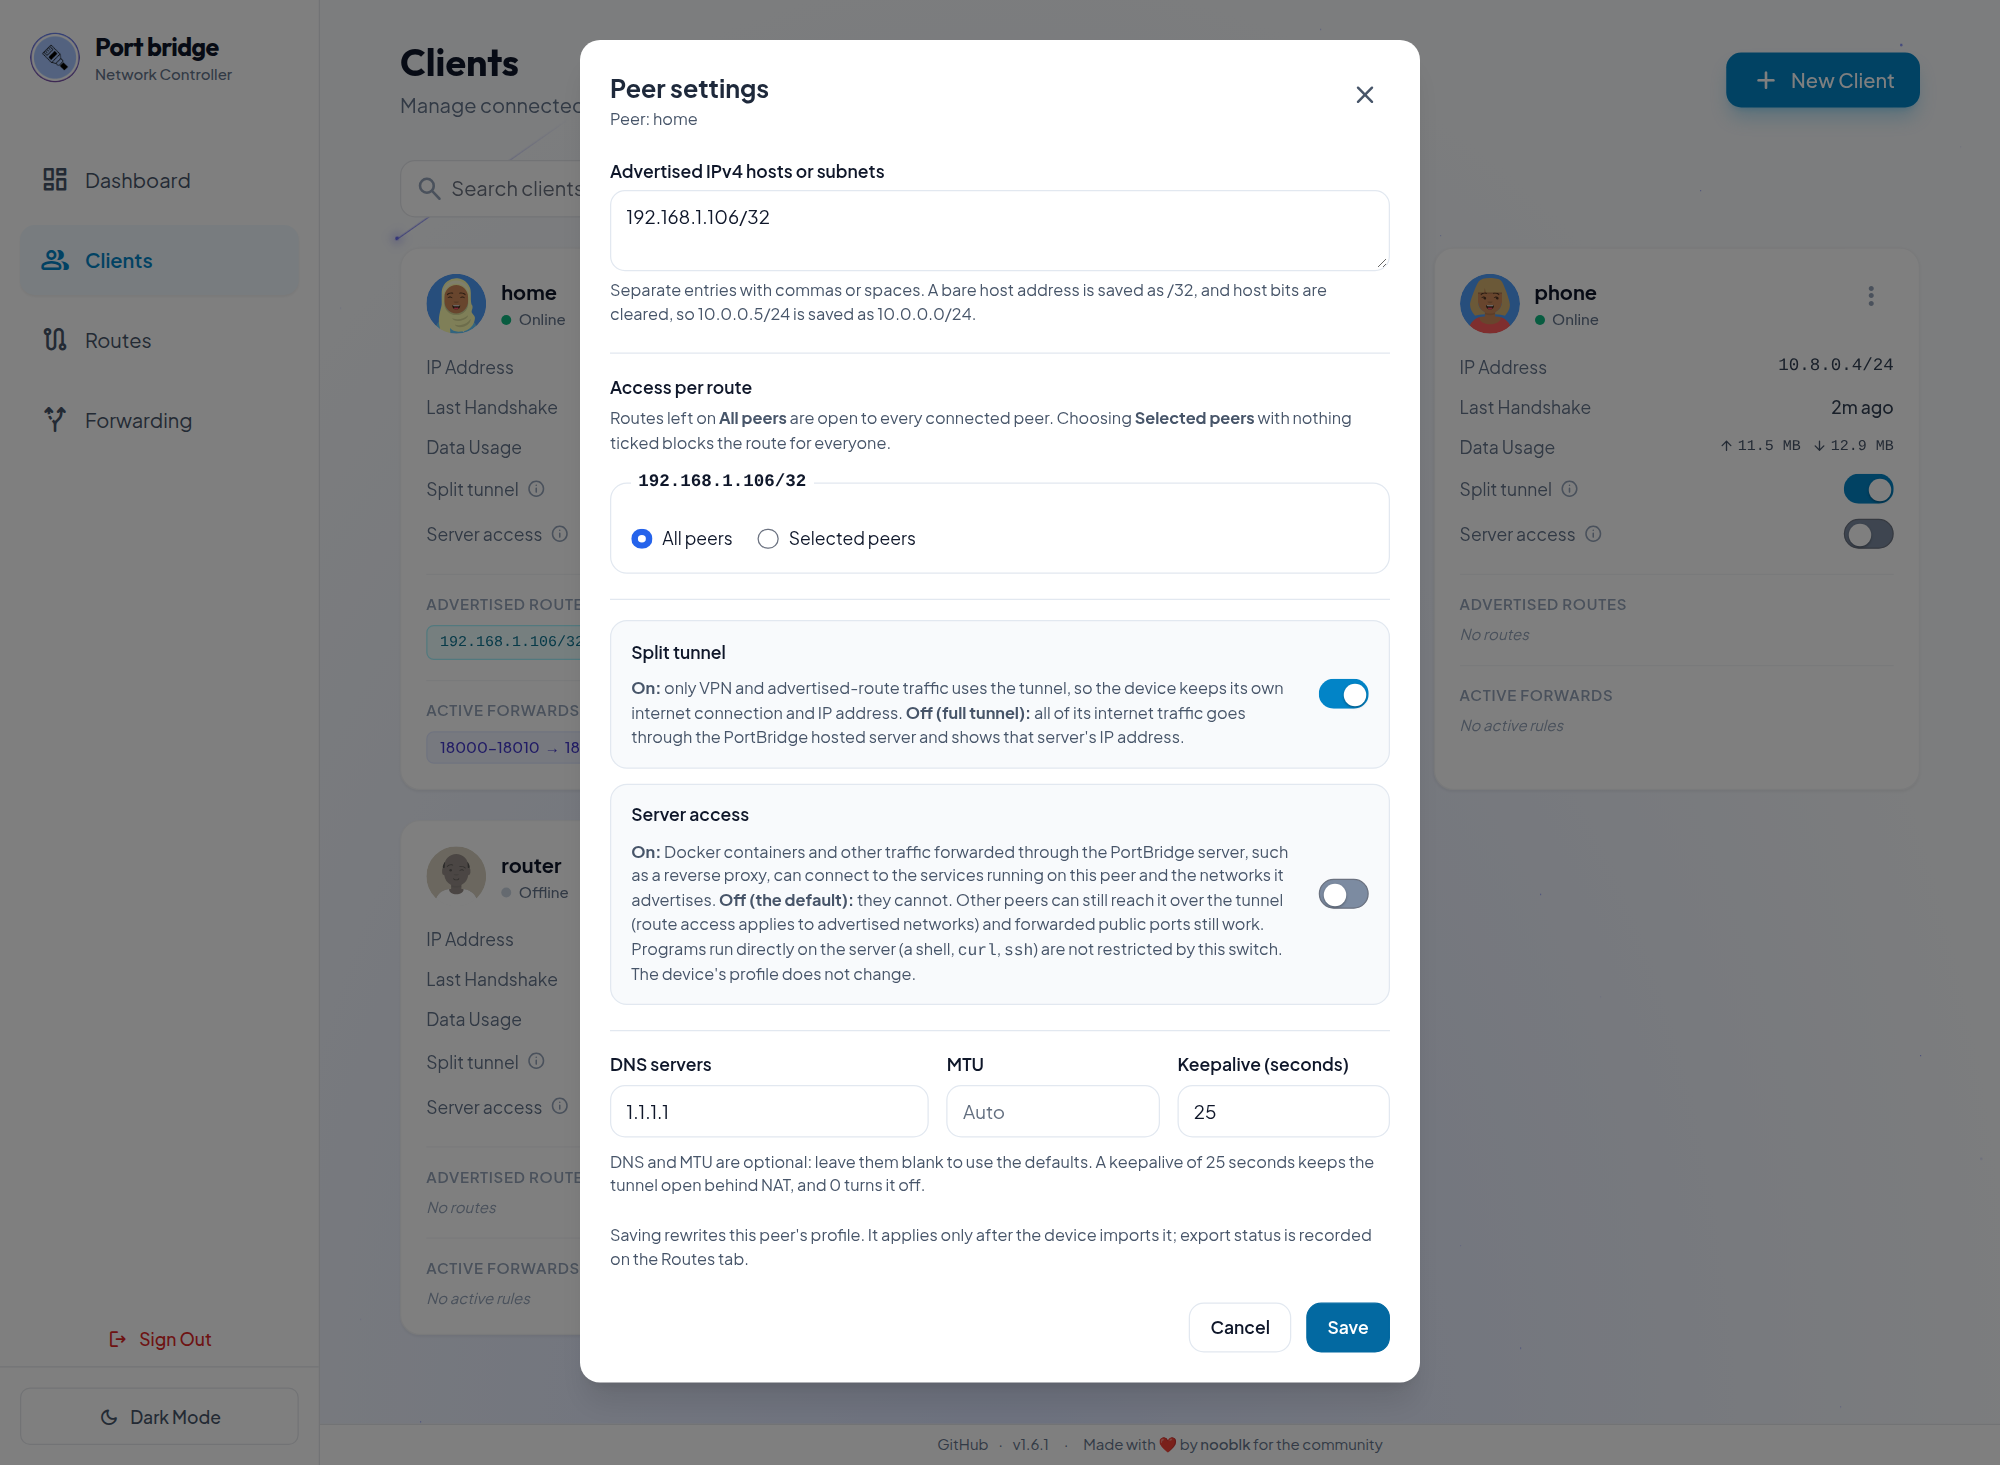 Port bridge
Network Controller
Dashboard
Clients
Routes
Forwarding
Sign Out
Dark Mode
Clients
Manage connected
New Client
Search clients
home
Online
IP Address
Last Handshake
Data Usage
Split tunnel
Server access
ADVERTISED ROUTE
192.168.1.106/32
ACTIVE FORWARDS
18000–18010 → 18
router
Offline
IP Address
Last Handshake
Data Usage
Split tunnel
Server access
ADVERTISED ROUTE
No routes
ACTIVE FORWARDS
No active rules
Peer settings
Peer: home
Advertised IPv4 hosts or subnets
192.168.1.106/32
Separate entries with commas or spaces. A bare host address is saved as /32, and host bits are
cleared, so 10.0.0.5/24 is saved as 10.0.0.0/24.
Access per route
Routes left on All peers are open to every connected peer. Choosing Selected peers with nothing
ticked blocks the route for everyone.
192.168.1.106/32
All peers
Selected peers
Split tunnel
On: only VPN and advertised-route traffic uses the tunnel, so the device keeps its own
internet connection and IP address. Off (full tunnel): all of its internet traffic goes
through the PortBridge hosted server and shows that server's IP address.
Server access
On: Docker containers and other traffic forwarded through the PortBridge server, such
as a reverse proxy, can connect to the services running on this peer and the networks it
advertises. Off (the default): they cannot. Other peers can still reach it over the tunnel
(route access applies to advertised networks) and forwarded public ports still work.
Programs run directly on the server (a shell, curl, ssh) are not restricted by this switch.
The device's profile does not change.
DNS servers
MTU
Keepalive (seconds)
1.1.1.1
Auto
25
DNS and MTU are optional: leave them blank to use the defaults. A keepalive of 25 seconds keeps the
tunnel open behind NAT, and 0 turns it off.
Saving rewrites this peer's profile. It applies only after the device imports it; export status is recorded
on the Routes tab.
Cancel
Save
phone
Online
IP Address
10.8.0.4/24
Last Handshake
2m ago
Data Usage
↑ 11.5 MB ↓ 12.9 MB
Split tunnel
Server access
ADVERTISED ROUTES
No routes
ACTIVE FORWARDS
No active rules
GitHub · v1.6.1 · Made with ❤️ by nooblk for the community